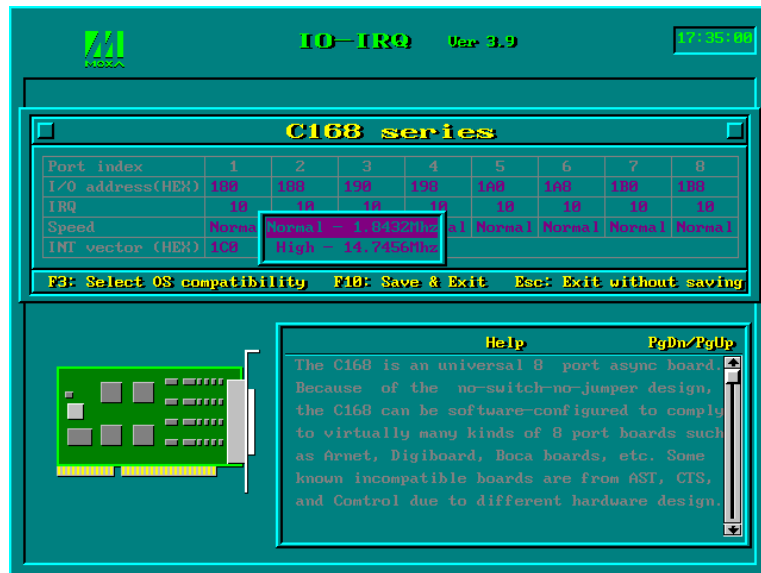 MOXA
IO-IRQ Ver 3.9 17:35:00
C168 series
Port index 1 2 3 4 5 6 7 8
I/O address(HEX) 180 188 190 198 1A0 1A8 1B0 1B8
IRQ 10 10 10 10 10 10 10 10
Speed Norma Normal - 1.8432Mhz al Normal Normal Normal Normal
INT vector (HEX) 1C0 High - 14.7456Mhz
F3: Select OS compatibility F10: Save & Exit Esc: Exit without saving
Help PgDn/PgUp
The C168 is an universal 8 port async board.
Because of the no-switch-no-jumper design,
the C168 can be software-configured to comply
to virtually many kinds of 8 port boards such
as Arnet, Digiboard, Boca boards, etc. Some
known incompatible boards are from AST, CTS,
and Comtrol due to different hardware design.